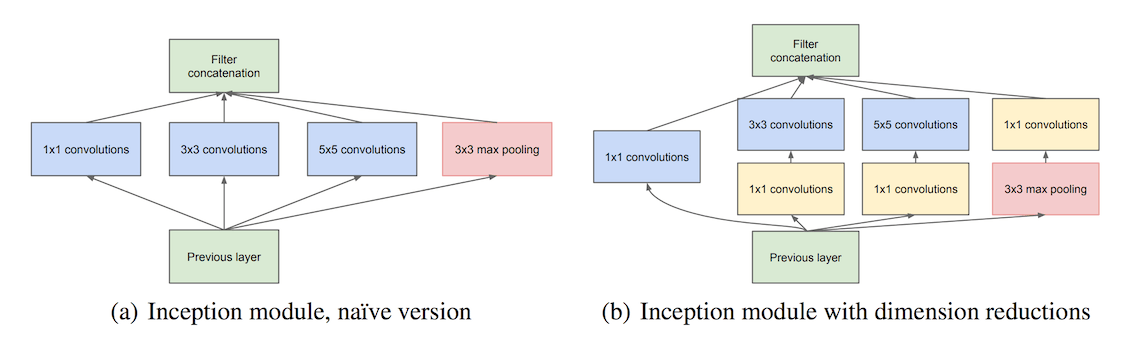 Filter
concatenation
1x1 convolutions
3x3 convolutions
5x5 convolutions
3x3 max pooling
Previous layer
(a) Inception module, naïve version
Filter
concatenation
3x3 convolutions
5x5 convolutions
1x1 convolutions
1x1 convolutions
1x1 convolutions
1x1 convolutions
3x3 max pooling
Previous layer
(b) Inception module with dimension reductions